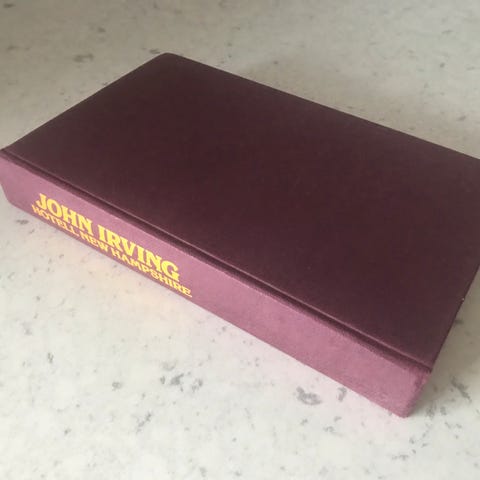 JOHN IRVING
HOTELL NEW HAMPSHIRE